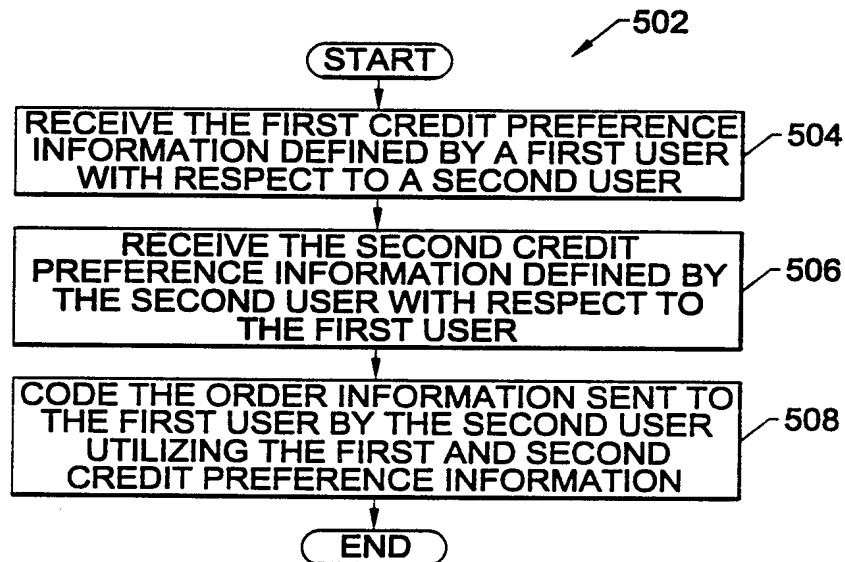 502
START
RECEIVE THE FIRST CREDIT PREFERENCE
INFORMATION DEFINED BY A FIRST USER
WITH RESPECT TO A SECOND USER
504
RECEIVE THE SECOND CREDIT
PREFERENCE INFORMATION DEFINED BY
THE SECOND USER WITH RESPECT TO
THE FIRST USER
506
CODE THE ORDER INFORMATION SENT TO
THE FIRST USER BY THE SECOND USER
UTILIZING THE FIRST AND SECOND
CREDIT PREFERENCE INFORMATION
508
END